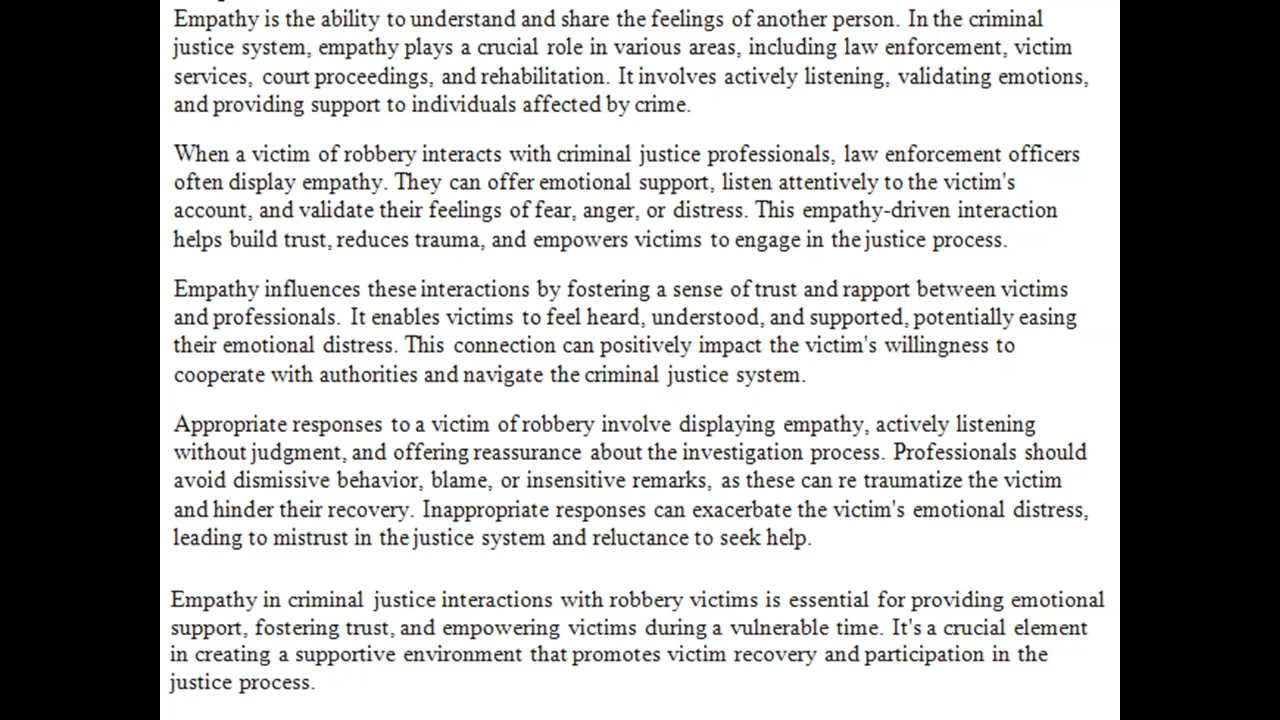 Empathy is the ability to understand and share the feelings of another person. In the criminal
justice system, empathy plays a crucial role in various areas, including law enforcement, victim
services, court proceedings, and rehabilitation. It involves actively listening, validating emotions,
and providing support to individuals affected by crime.
When a victim of robbery interacts with criminal justice professionals, law enforcement officers
often display empathy. They can offer emotional support, listen attentively to the victim's
account, and validate their feelings of fear, anger, or distress. This empathy-driven interaction
helps build trust, reduces trauma, and empowers victims to engage in the justice process.
Empathy influences these interactions by fostering a sense of trust and rapport between victims
and professionals. It enables victims to feel heard, understood, and supported, potentially easing
their emotional distress. This connection can positively impact the victim's willingness to
cooperate with authorities and navigate the criminal justice system.
Appropriate responses to a victim of robbery involve displaying empathy, actively listening
without judgment, and offering reassurance about the investigation process. Professionals should
avoid dismissive behavior, blame, or insensitive remarks, as these can re traumatize the victim
and hinder their recovery. Inappropriate responses can exacerbate the victim's emotional distress,
leading to mistrust in the justice system and reluctance to seek help.
Empathy in criminal justice interactions with robbery victims is essential for providing emotional
support, fostering trust, and empowering victims during a vulnerable time. It's a crucial element
in creating a supportive environment that promotes victim recovery and participation in the
justice process.